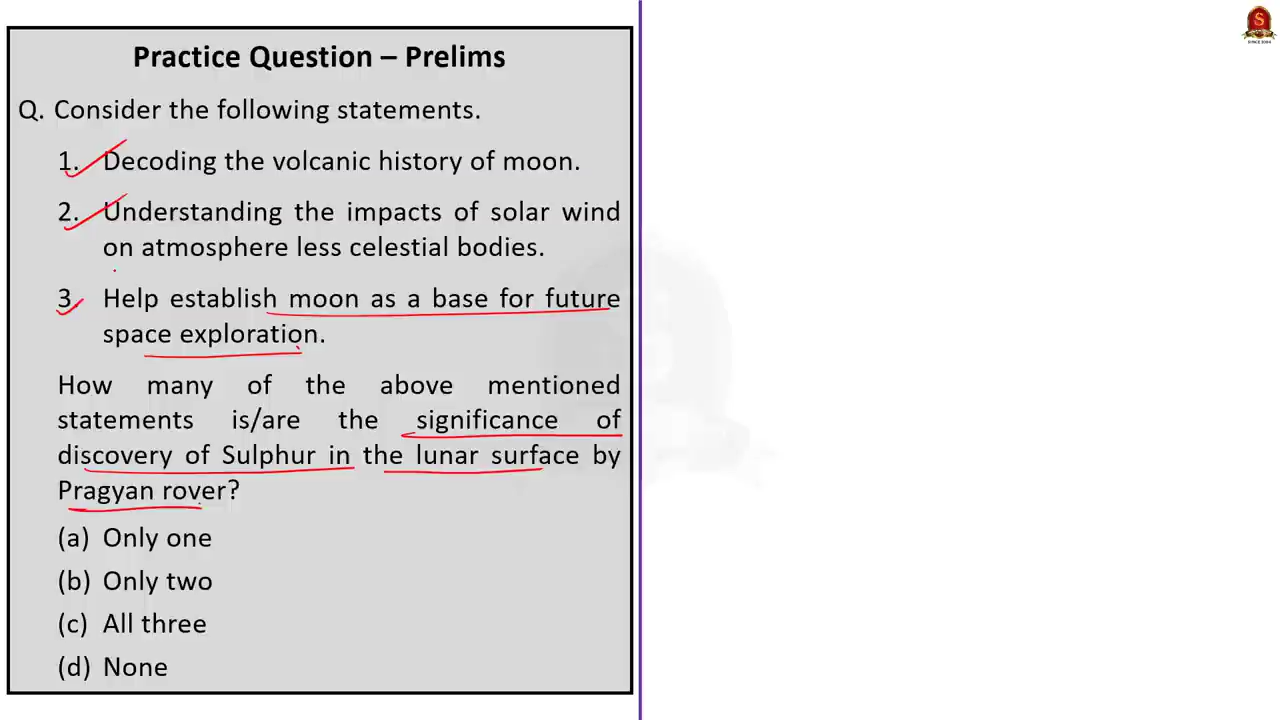 Practice Question – Prelims
Q. Consider the following statements.
1. Decoding the volcanic history of moon.
2. Understanding the impacts of solar wind
on atmosphere less celestial bodies.
3. Help establish moon as a base for future
space exploration.
How many of the above mentioned
statements is/are the significance of
discovery of Sulphur in the lunar surface by
Pragyan rover?
(a) Only one
(b) Only two
(c) All three
(d) None
S
SINCE 2004